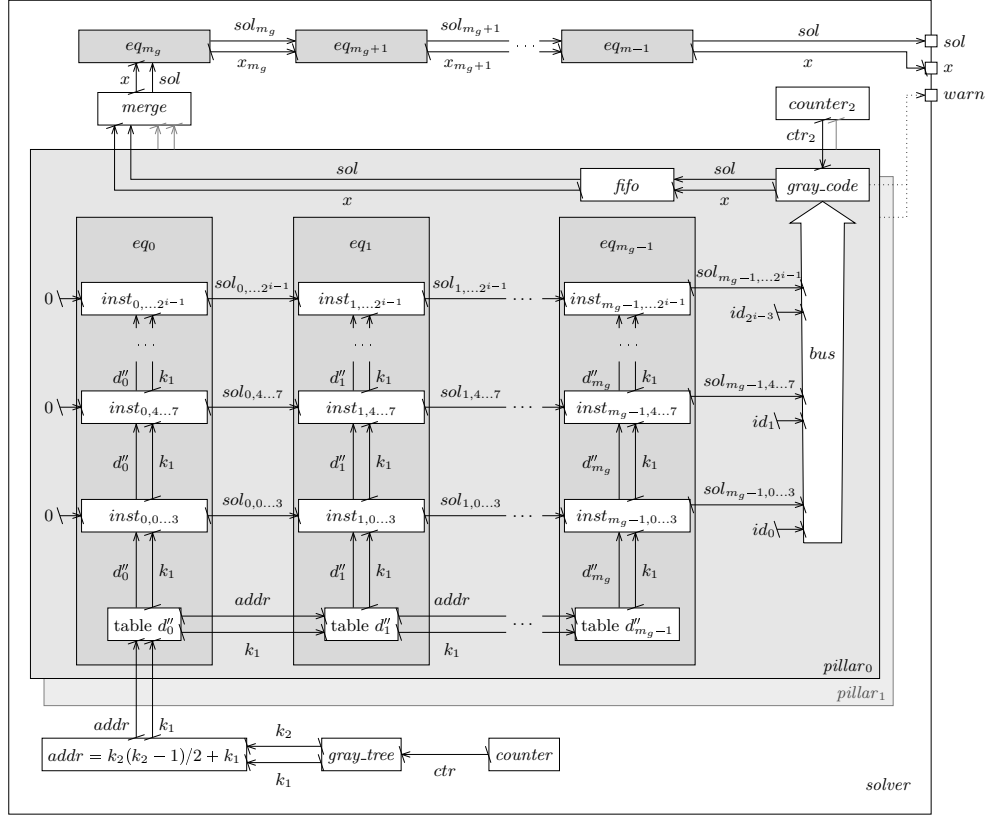 sol_{m_g} sol_{m_g+1} sol
eq_{m_g} eq_{m_g+1} ... eq_{m-1} sol
x_{m_g} x_{m_g+1} x x
x sol warn
merge counter_2
ctr_2
sol fifo sol gray_code
x x
eq_0 eq_1 eq_{m_g-1}
sol_{0,...2^{i-1}} sol_{1,...2^{i-1}} sol_{m_g-1,...2^{i-1}}
0 inst_{0,...2^{i-1}} inst_{1,...2^{i-1}} ... inst_{m_g-1,...2^{i-1}}
id_{2^{i-3}}
... ... ... bus
d''_0 k_1 d''_1 k_1 d''_{m_g} k_1
sol_{0,4...7} sol_{1,4...7} sol_{m_g-1,4...7}
0 inst_{0,4...7} inst_{1,4...7} ... inst_{m_g-1,4...7}
id_1
d''_0 k_1 d''_1 k_1 d''_{m_g} k_1
sol_{0,0...3} sol_{1,0...3} sol_{m_g-1,0...3}
0 inst_{0,0...3} inst_{1,0...3} ... inst_{m_g-1,0...3}
id_0
d''_0 k_1 d''_1 k_1 d''_{m_g} k_1
addr addr
table d''_0 table d''_1 ... table d''_{m_g-1}
k_1 k_1
pillar_0
pillar_1
addr k_1
k_2
addr = k_2(k_2 − 1)/2 + k_1 gray_tree counter
k_1 ctr
solver